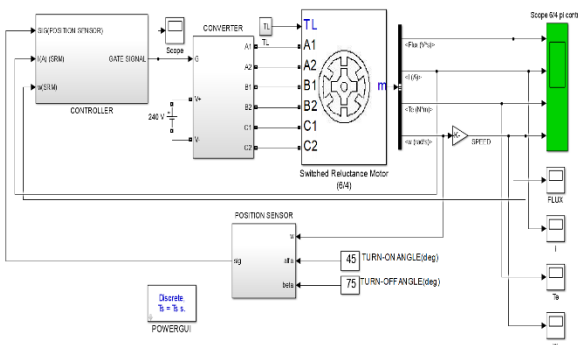 Scope 6/4 pi contr
SIG(POSITION SENSOR)
I(A) (SRM)
w(SRM)
GATE SIGNAL
CONTROLLER
Scope
CONVERTER
G
V+
V-
A1
A2
B1
B2
C1
C2
240 V
TL
TL
TL
A1
A2
B1
B2
C1
C2
m
Switched Reluctance Motor
(6/4)
<Flux (V*s)>
<I (A)>
<Te (N*m)>
<w (rad/s)>
K-
SPEED
FLUX
I
Te
POSITION SENSOR
sig
w
alfa
beta
45
TURN-ON ANGLE(deg)
75
TURN-OFF ANGLE(deg)
Discrete,
Ts = Ts s.
POWERGUI